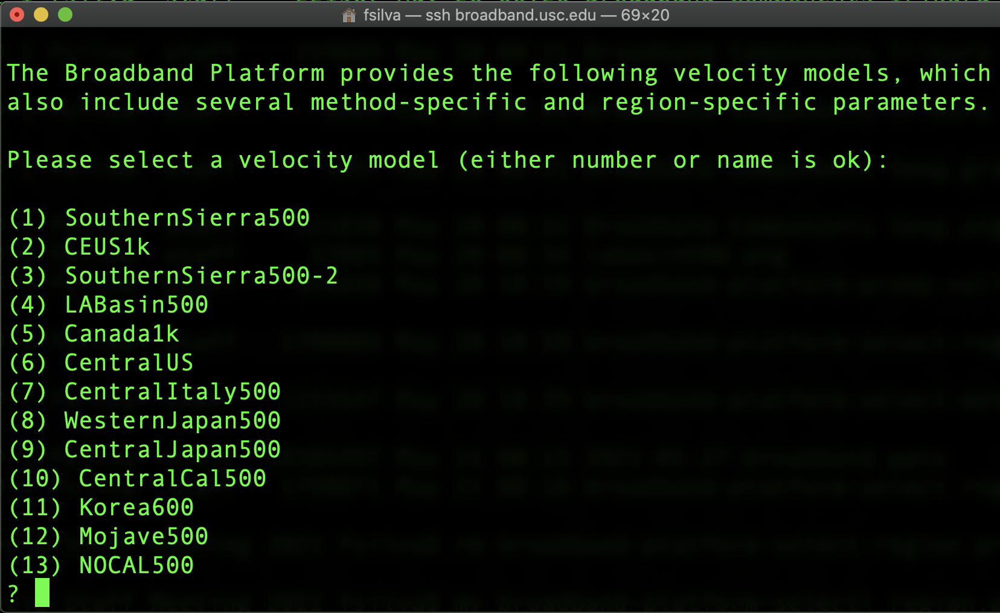 fsilva — ssh broadband.usc.edu — 69×20
The Broadband Platform provides the following velocity models, which
also include several method-specific and region-specific parameters.
Please select a velocity model (either number or name is ok):
(1) SouthernSierra500
(2) CEUS1k
(3) SouthernSierra500-2
(4) LABasin500
(5) Canada1k
(6) CentralUS
(7) CentralItaly500
(8) WesternJapan500
(9) CentralJapan500
(10) CentralCal500
(11) Korea600
(12) Mojave500
(13) NOCAL500
?